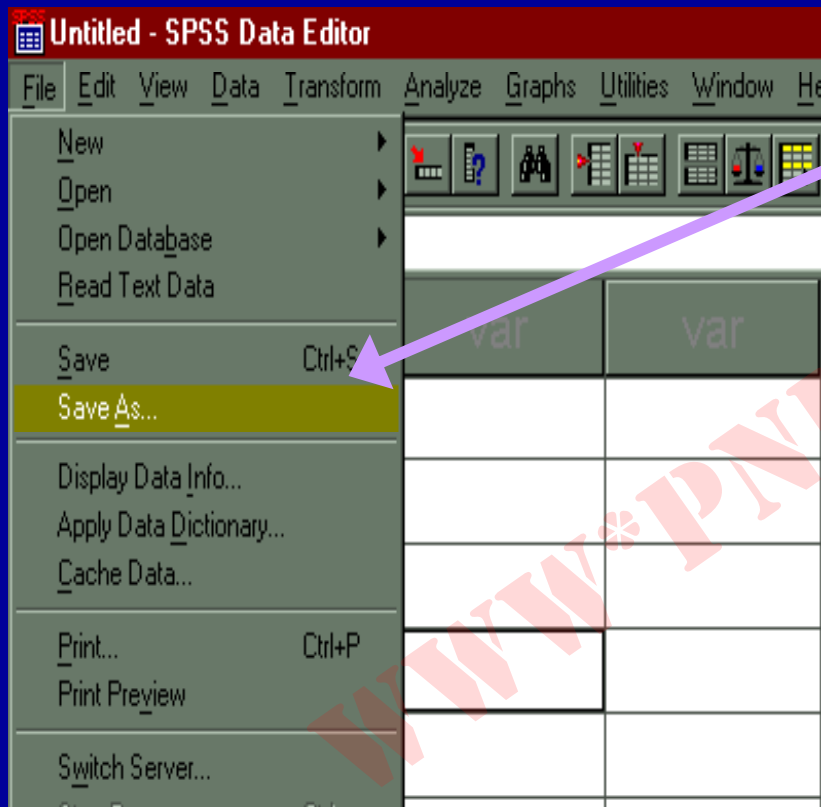 SPSS
Untitled - SPSS Data Editor
File Edit View Data Transform Analyze Graphs Utilities Window He
New
Open
Open Database
Read Text Data
var var
Save Ctrl+S
Save As...
Display Data Info...
Apply Data Dictionary...
Cache Data...
Print... Ctrl+P
Print Preview
Switch Server...
WWW*PN